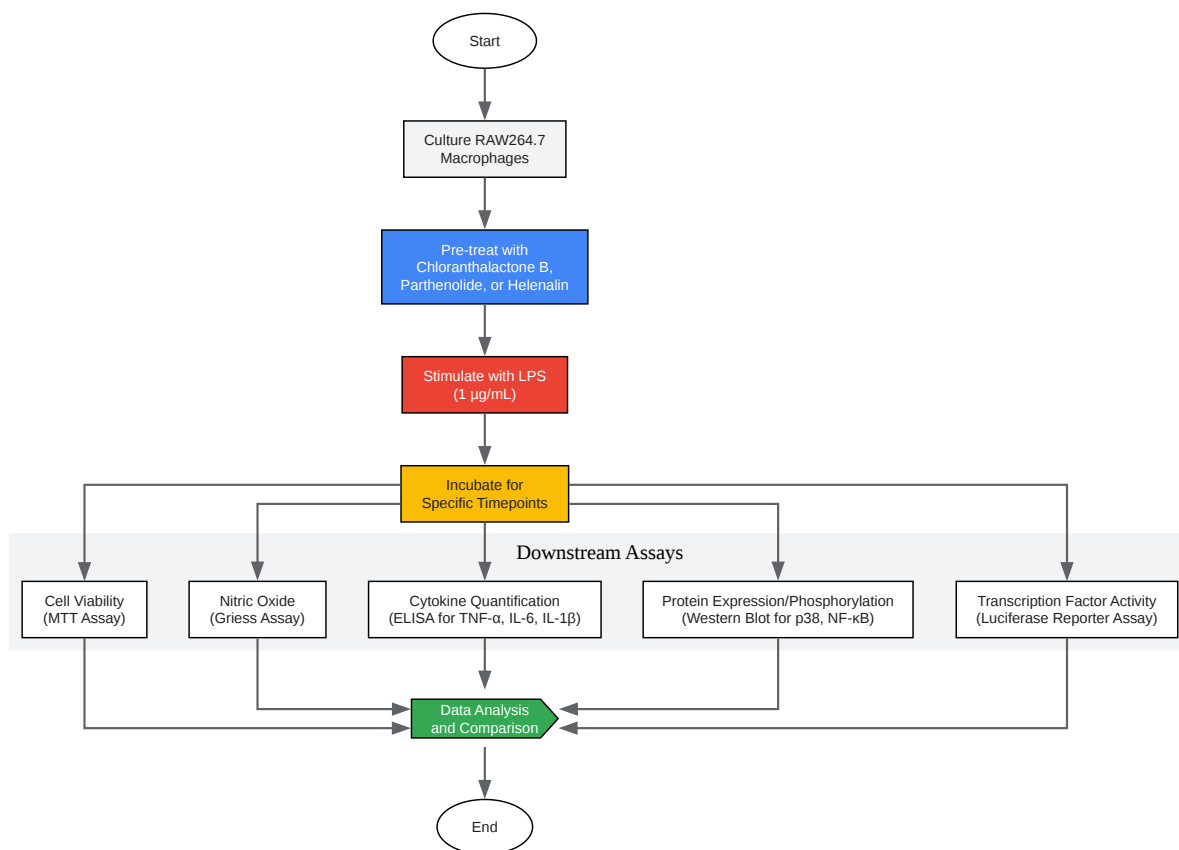 Start
Culture RAW264.7
Macrophages
Pre-treat with
Chloranthalactone B,
Parthenolide, or Helenalin
Stimulate with LPS
(1 µg/mL)
Incubate for
Specific Timepoints
Downstream Assays
Cell Viability
(MTT Assay)
Nitric Oxide
(Griess Assay)
Cytokine Quantification
(ELISA for TNF-α, IL-6, IL-1β)
Protein Expression/Phosphorylation
(Western Blot for p38, NF-κB)
Transcription Factor Activity
(Luciferase Reporter Assay)
Data Analysis
and Comparison
End